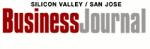 SILICON VALLEY / SAN JOSE
BusinessJournal